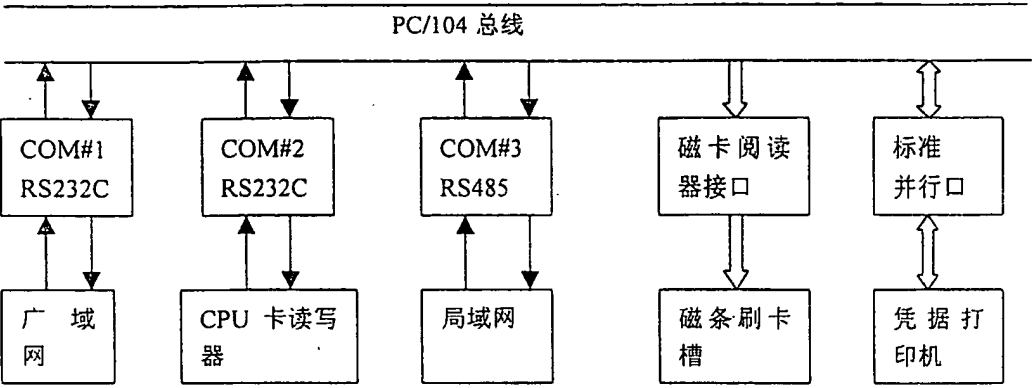 PC/104 总线
COM#1
RS232C
COM#2
RS232C
COM#3
RS485
磁卡阅读
器接口
标准
并行口
广域
网
CPU 卡读写
器
局域网
磁条刷卡
槽
凭据打
印机